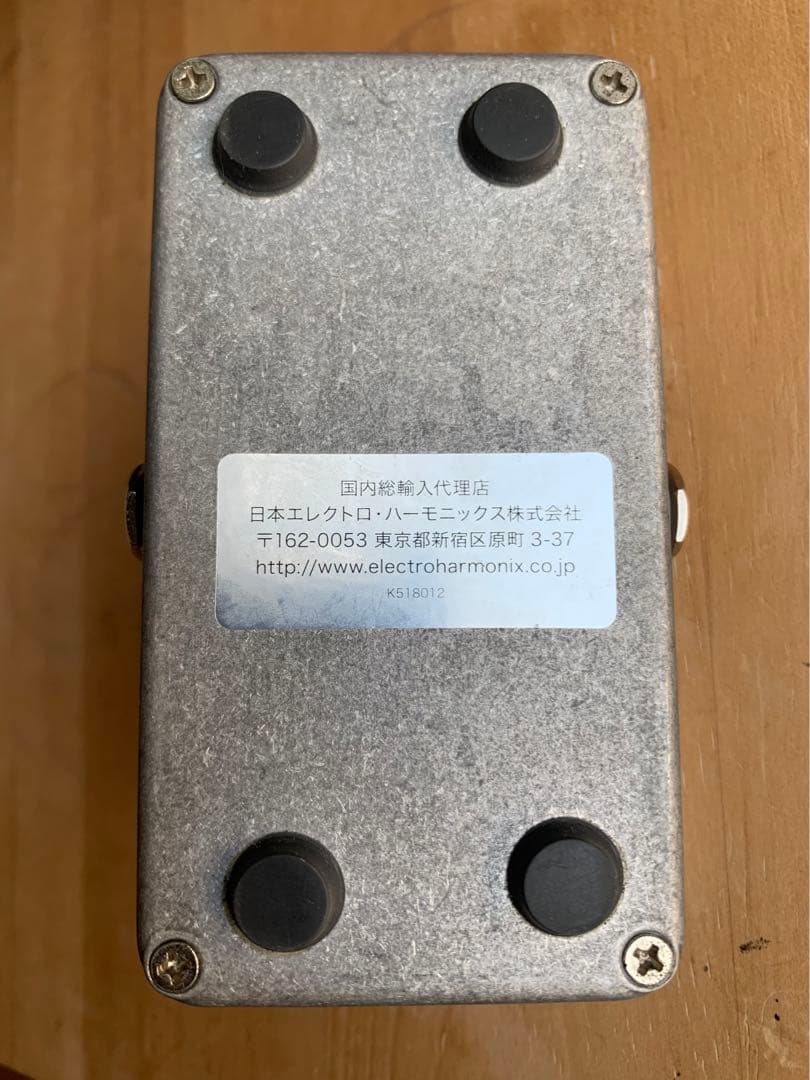 国内総輸入代理店
日本エレクトロ・ハーモニックス株式会社
〒162-0053 東京都新宿区原町 3-37
http://www.electroharmonix.co.jp
K518012